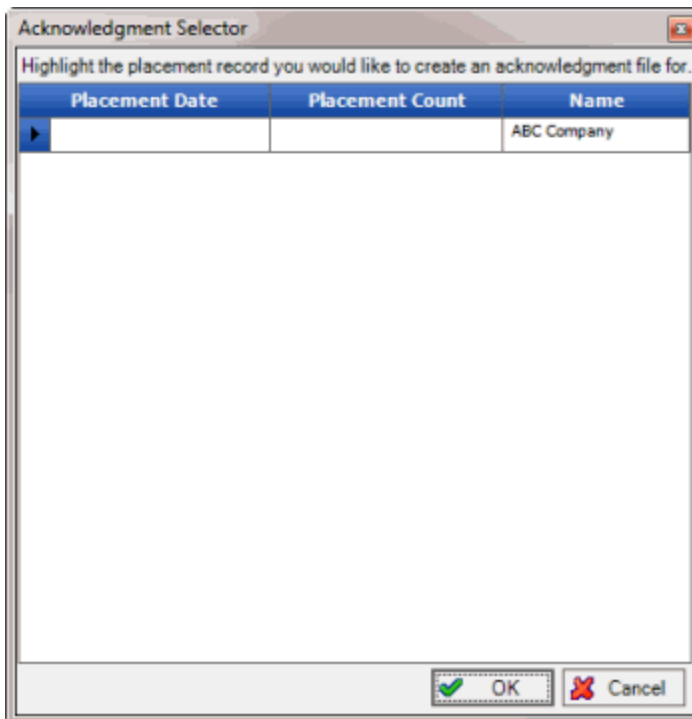 Acknowledgment Selector
Highlight the placement record you would like to create an acknowledgment file for.
Placement Date Placement Count Name
ABC Company
OK Cancel